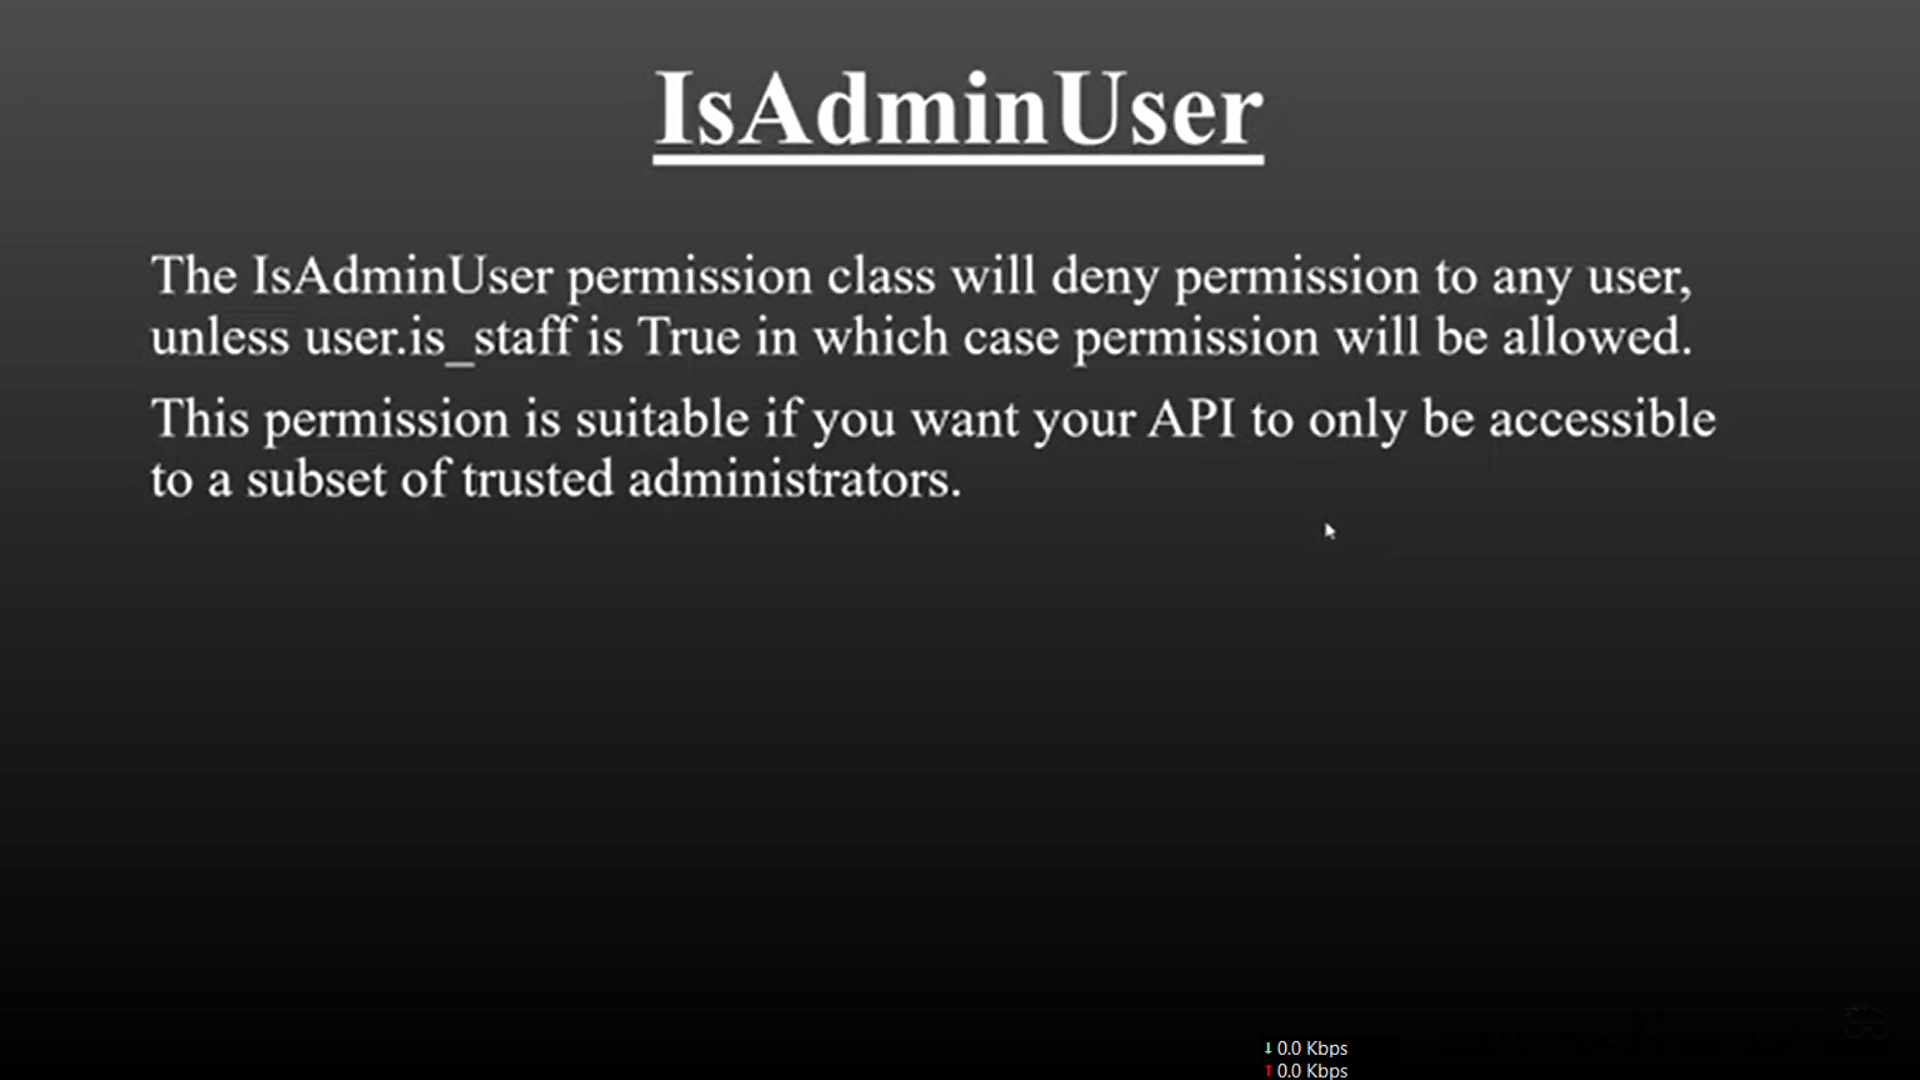 IsAdminUser
The IsAdminUser permission class will deny permission to any user,
unless user.is_staff is True in which case permission will be allowed.
This permission is suitable if you want your API to only be accessible
to a subset of trusted administrators.
↓ 0.0 Kbps
↑ 0.0 Kbps